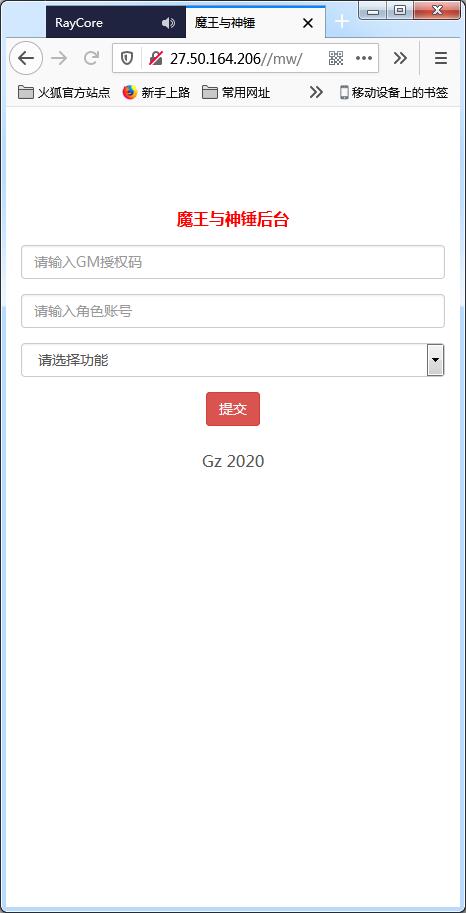 RayCore
魔王与神锤
27.50.164.206//mw/
火狐官方站点 新手上路 常用网址 移动设备上的书签
魔王与神锤后台
请输入GM授权码
请输入角色账号
请选择功能
提交
Gz 2020